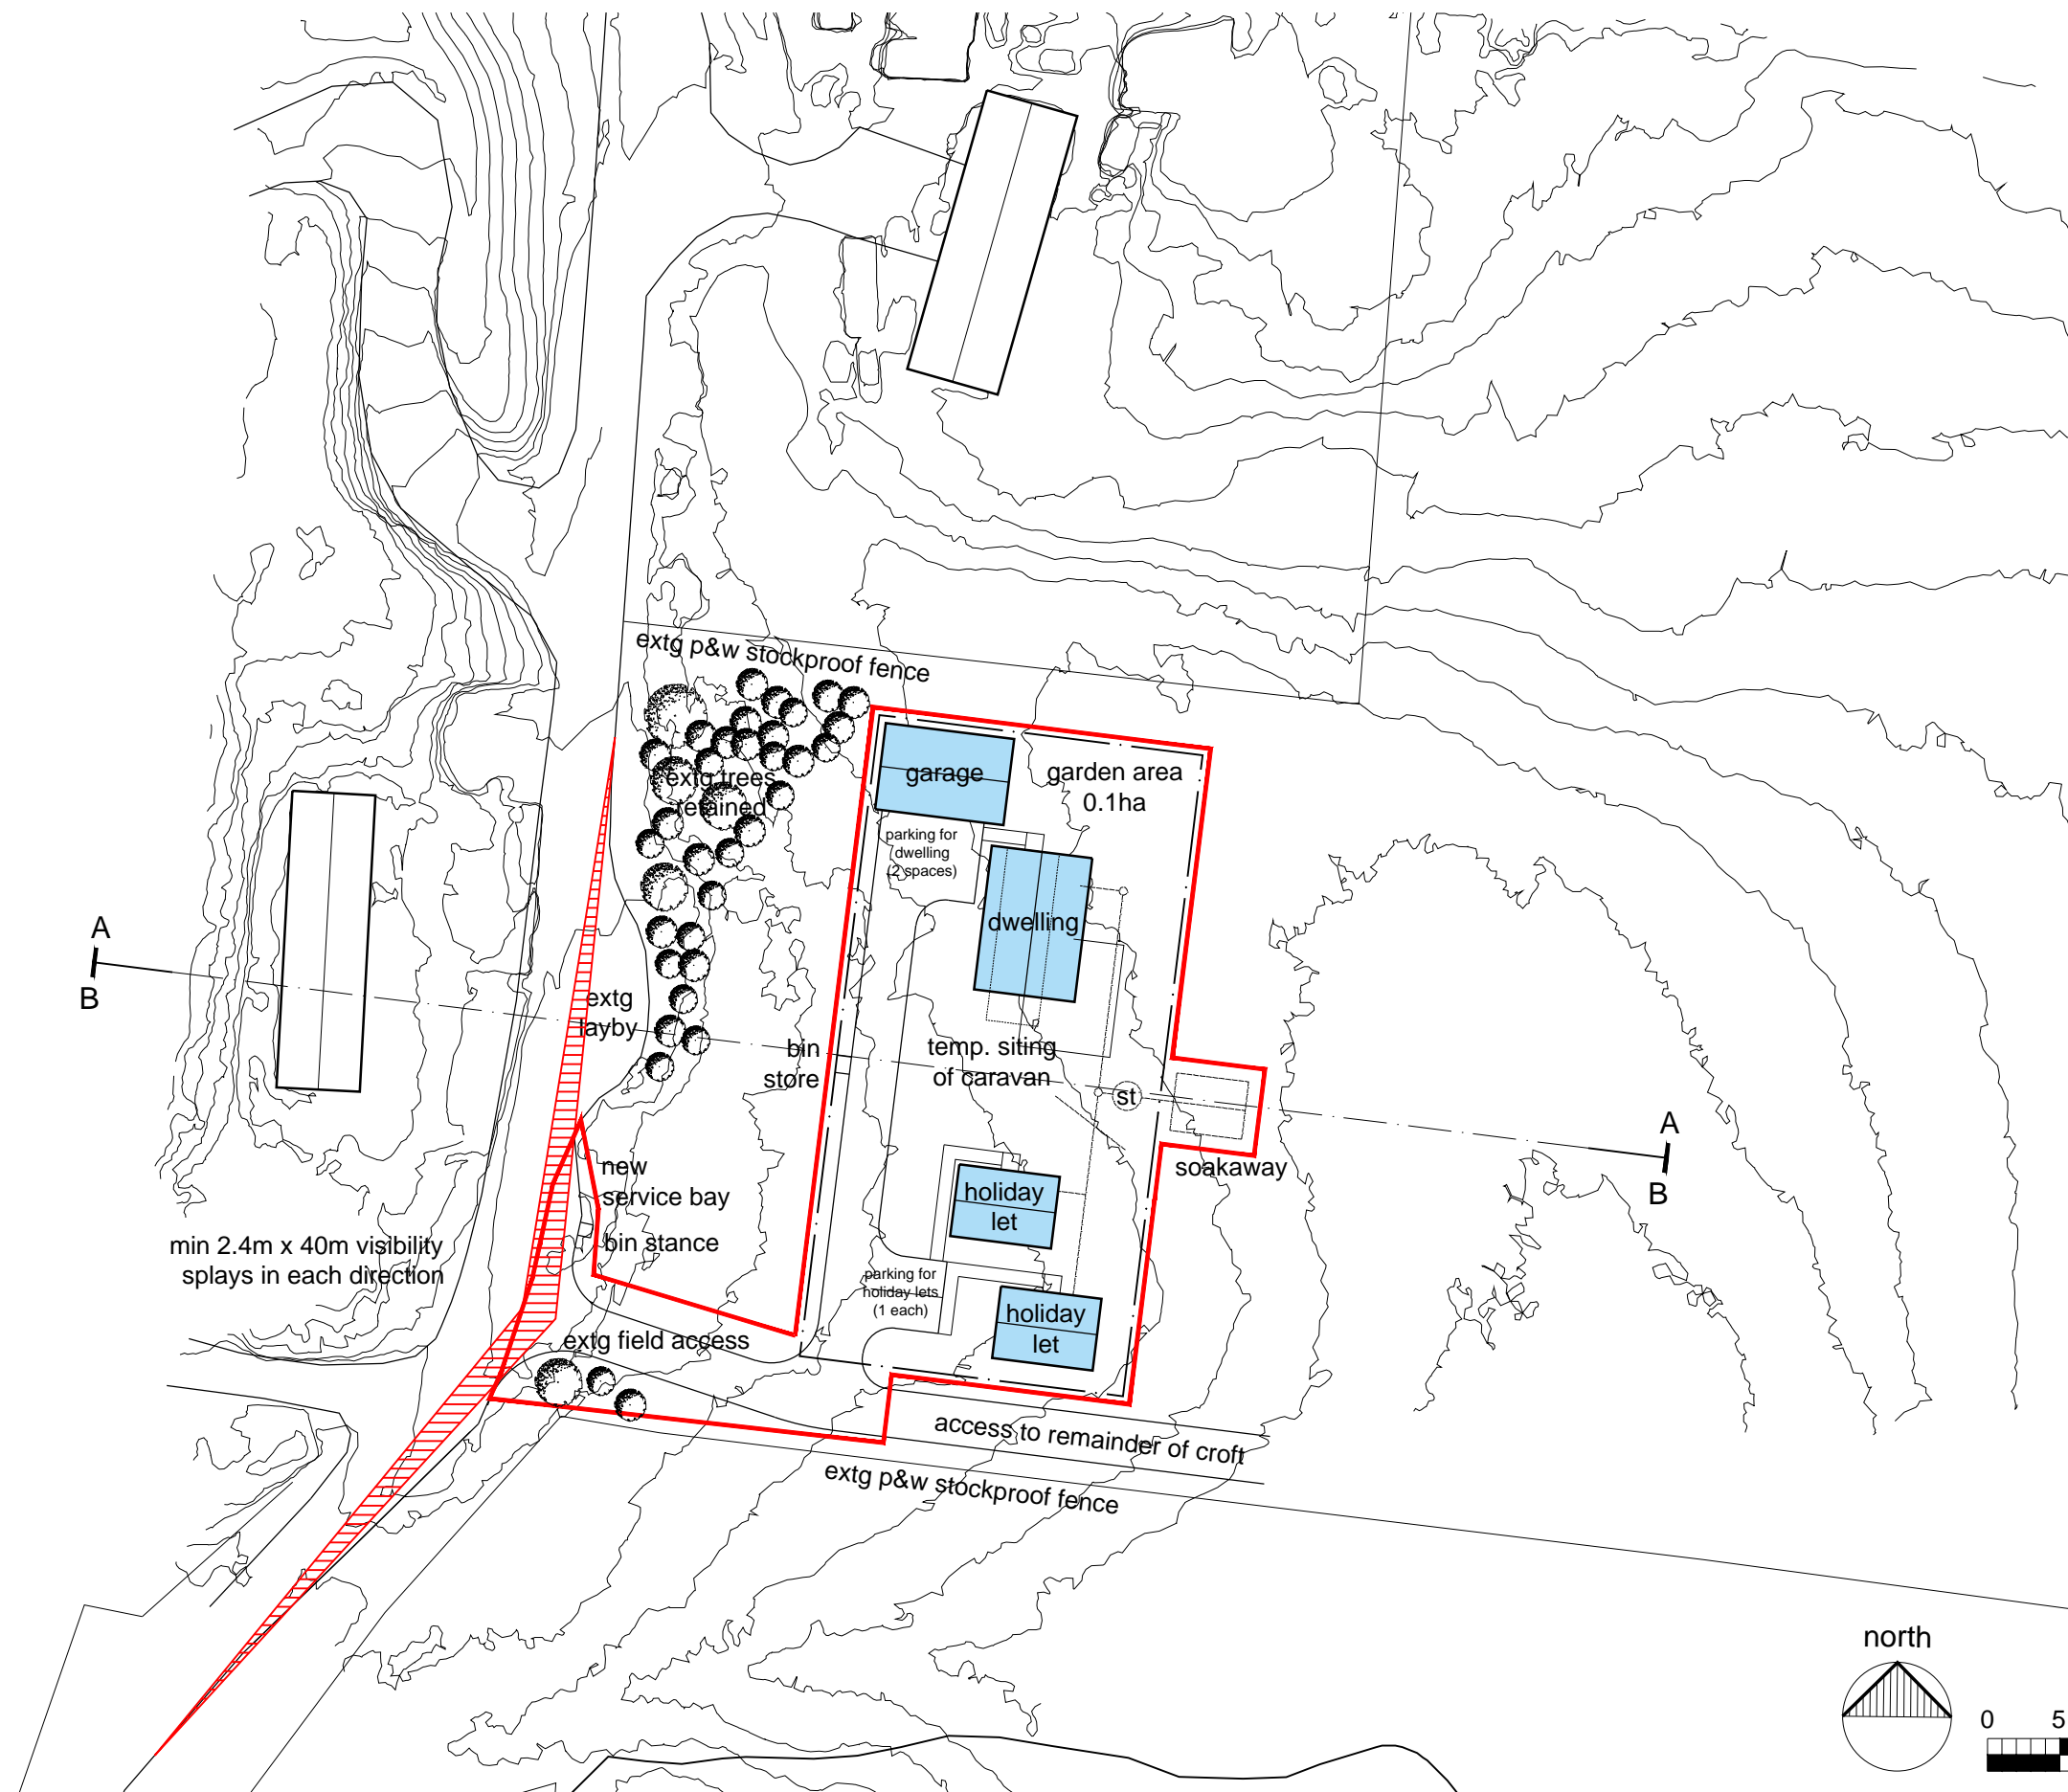 extg p&w stockproof fence
extg trees
retained
garage
garden area
0.1ha
parking for
dwelling
(2 spaces)
dwelling
A
B
extg
layby
bin
store
temp. siting
of caravan
st
soakaway
A
B
new
service bay
bin stance
holiday
let
min 2.4m x 40m visibility
splays in each direction
parking for
holiday lets
(1 each)
holiday
let
extg field access
access to remainder of croft
extg p&w stockproof fence
north
0
5